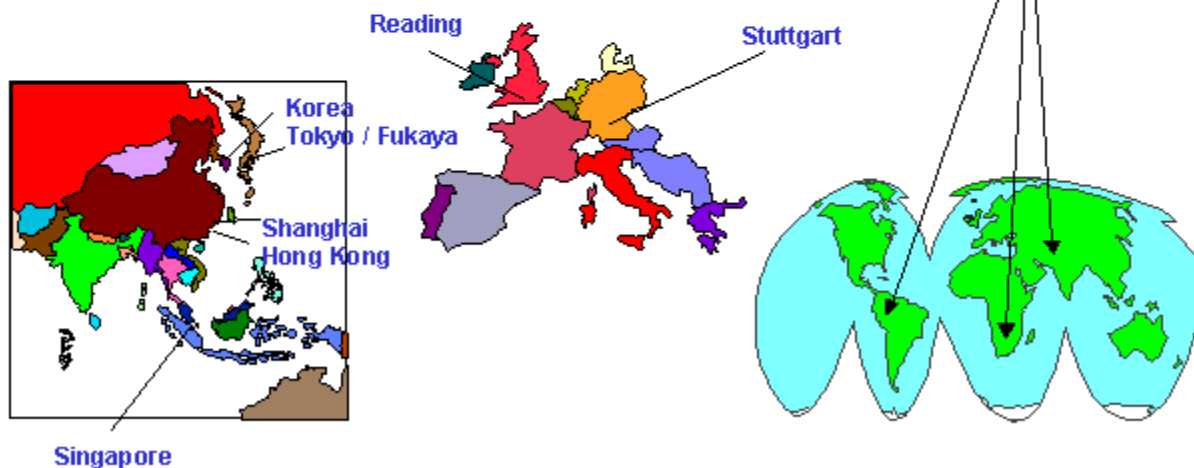 Reading
Stuttgart
Korea
Tokyo / Fukaya
Shanghai
Hong Kong
Singapore